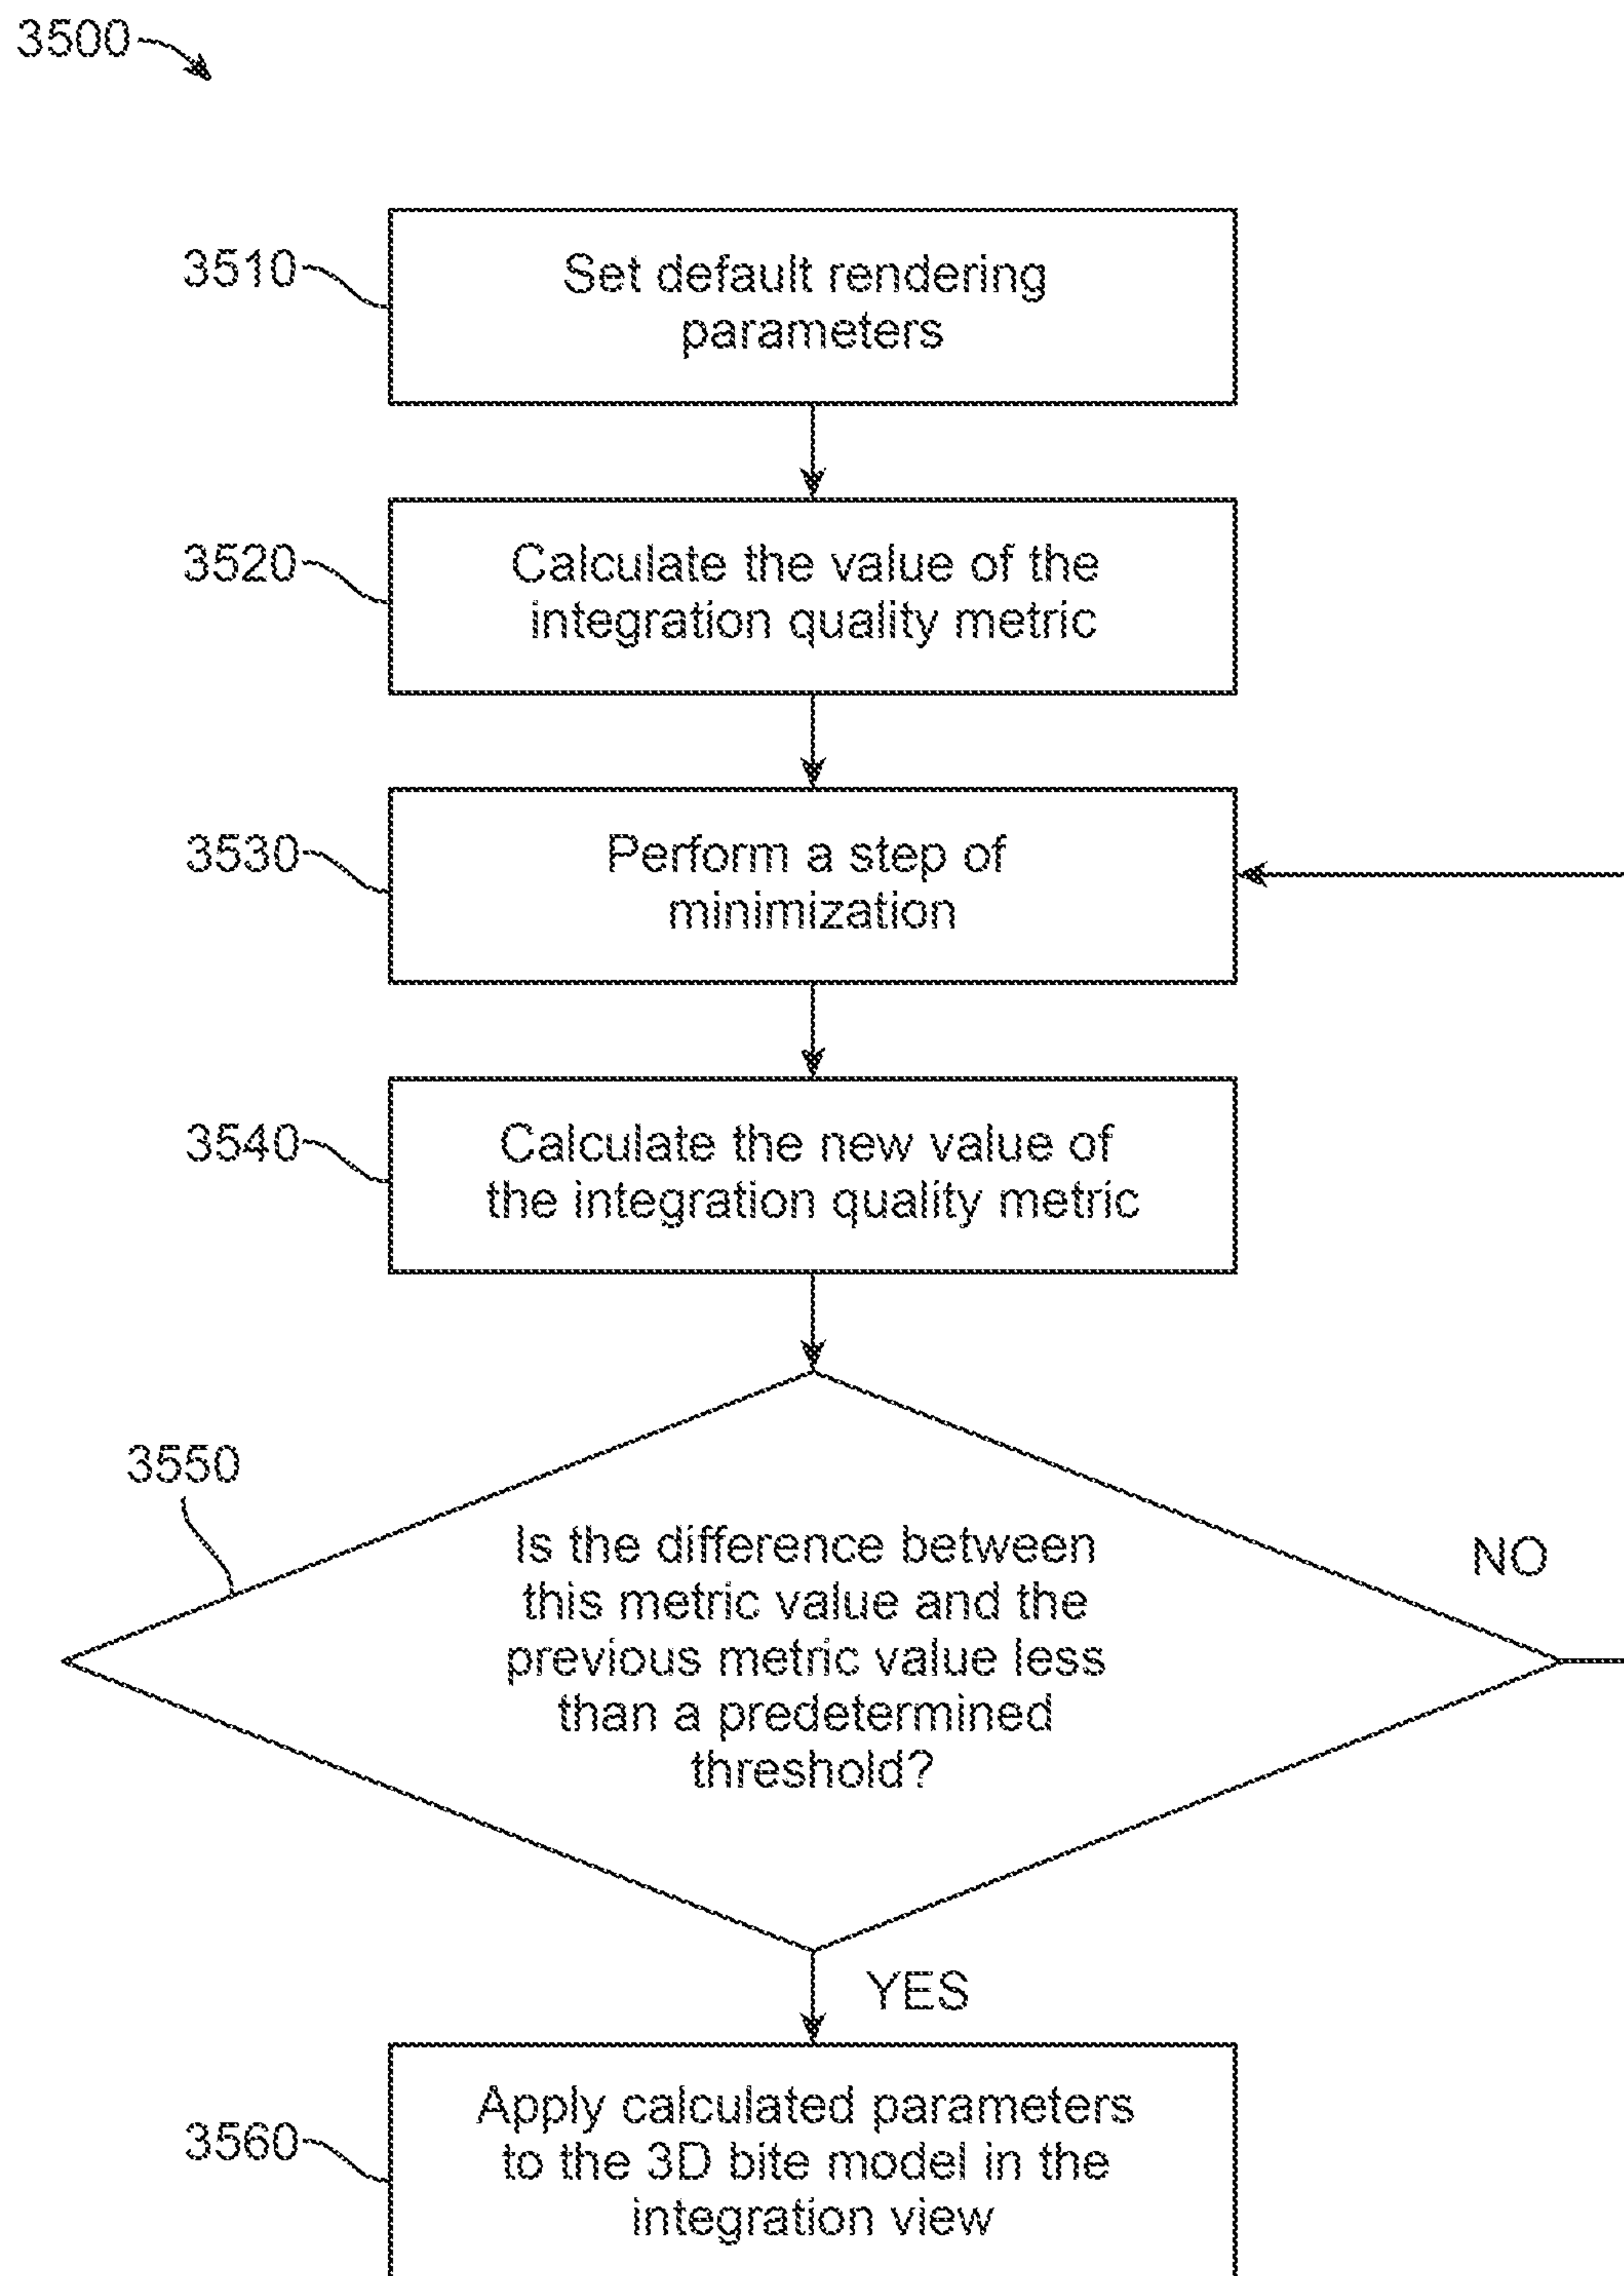 3500
3510
Set default rendering
parameters
3520
Calculate the value of the
integration quality metric
3530
Perform a step of
minimization
3540
Calculate the new value of
the integration quality metric
3550
Is the difference between
this metric value and the
previous metric value less
than a predetermined
threshold?
NO
YES
3560
Apply calculated parameters
to the 3D bite model in the
integration view